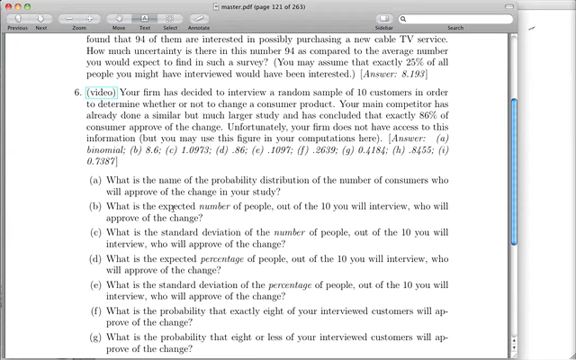 master.pdf (page 121 of 263)
Previous Next Zoom Move Text Select Annotate Sidebar Search
found that 94 of them are interested in possibly purchasing a new cable TV service.
How much uncertainty is there in this number 94 as compared to the average number
you would expect to find in such a survey? (You may assume that exactly 25% of all
people you might have interviewed would have been interested.) [Answer: 8.193]
6. (video) Your firm has decided to interview a random sample of 10 customers in order
to determine whether or not to change a consumer product. Your main competitor has
already done a similar but much larger study and has concluded that exactly 86% of
consumer approve of the change. Unfortunately, your firm does not have access to this
information (but you may use this figure in your computations here). [Answer: (a)
binomial; (b) 8.6; (c) 1.0973; (d) .86; (e) .1097; (f) .2639; (g) 0.4184; (h) .8455; (i)
0.7387]
(a) What is the name of the probability distribution of the number of consumers who
will approve of the change in your study?
(b) What is the expected number of people, out of the 10 you will interview, who will
approve of the change?
(c) What is the standard deviation of the number of people, out of the 10 you will
interview, who will approve of the change?
(d) What is the expected percentage of people, out of the 10 you will interview, who
will approve of the change?
(e) What is the standard deviation of the percentage of people, out of the 10 you will
interview, who will approve of the change?
(f) What is the probability that exactly eight of your interviewed customers will ap-
prove of the change?
(g) What is the probability that eight or less of your interviewed customers will ap-
prove of the change?